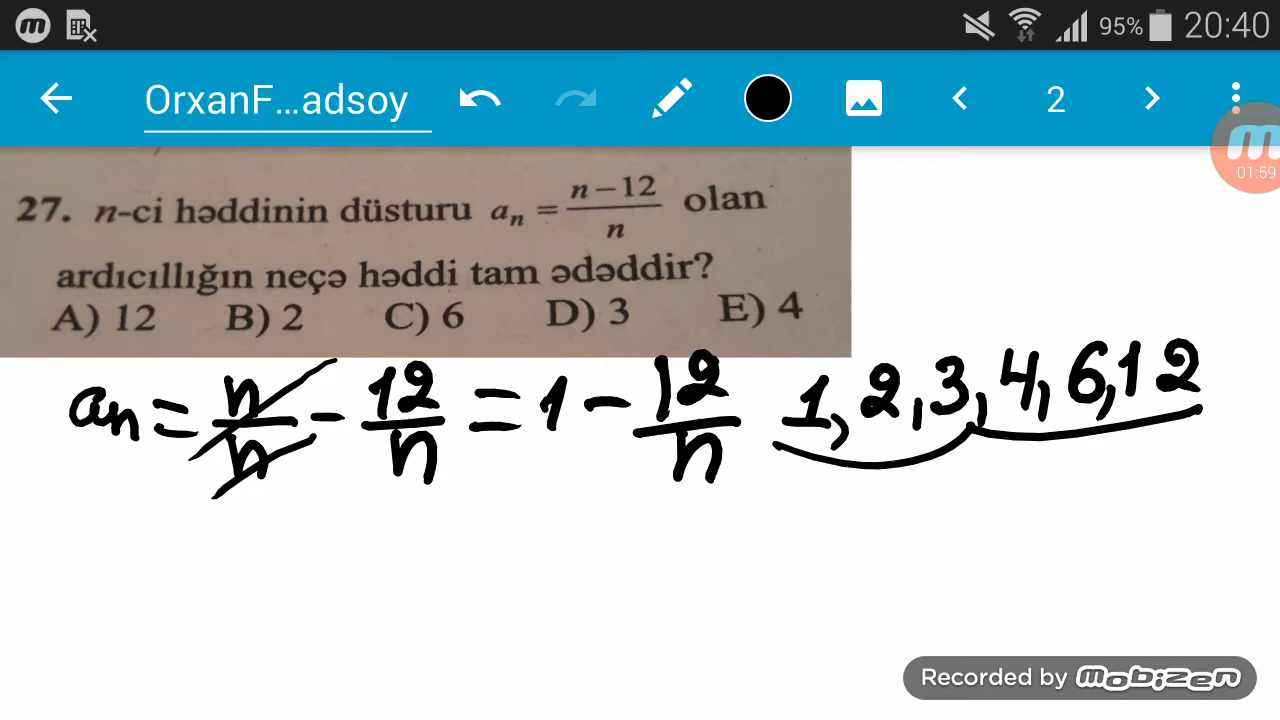 95% 20:40
OrxanF...adsoy 2
01:59
27. n-ci həddinin düsturu aₙ = (n−12)/n olan
ardıcıllığın neçə həddi tam ədəddir?
A) 12 B) 2 C) 6 D) 3 E) 4
aₙ = n/n − 12/n = 1 − 12/n 1, 2, 3, 4, 6, 12
Recorded by mobizen